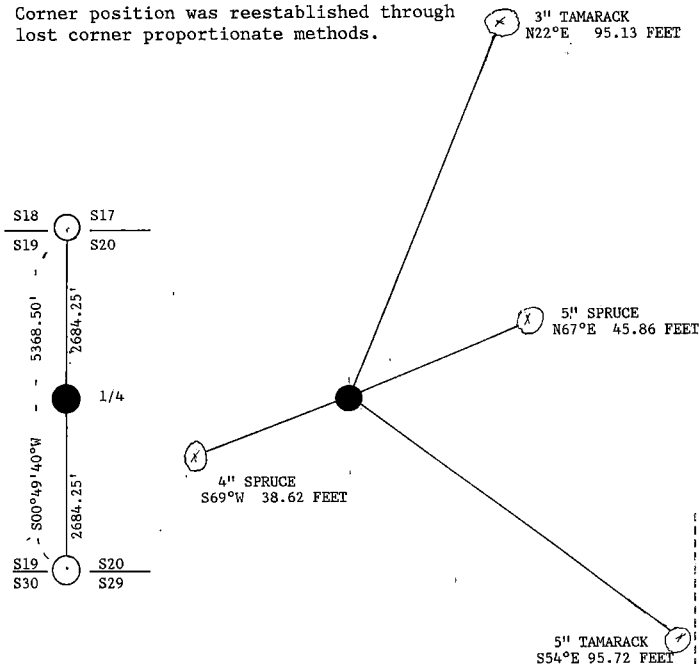 Corner position was reestablished through
lost corner proportionate methods.
3" TAMARACK
N22°E 95.13 FEET
S18 S17
S19 S20
5368.50'
2684.25'
5" SPRUCE
N67°E 45.86 FEET
1/4
4" SPRUCE
S69°W 38.62 FEET
S00°49'40"W
2684.25'
S19 S20
S30 S29
5" TAMARACK
S54°E 95.72 FEET